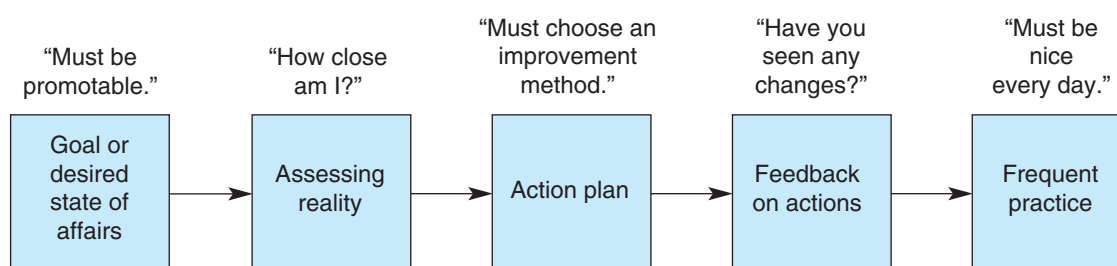 “Must be
promotable.”
“How close
am I?”
“Must choose an
improvement
method.”
“Have you
seen any
changes?”
“Must be
nice
every day.”
Goal or
desired
state of
affairs
Assessing
reality
Action plan
Feedback
on actions
Frequent
practice